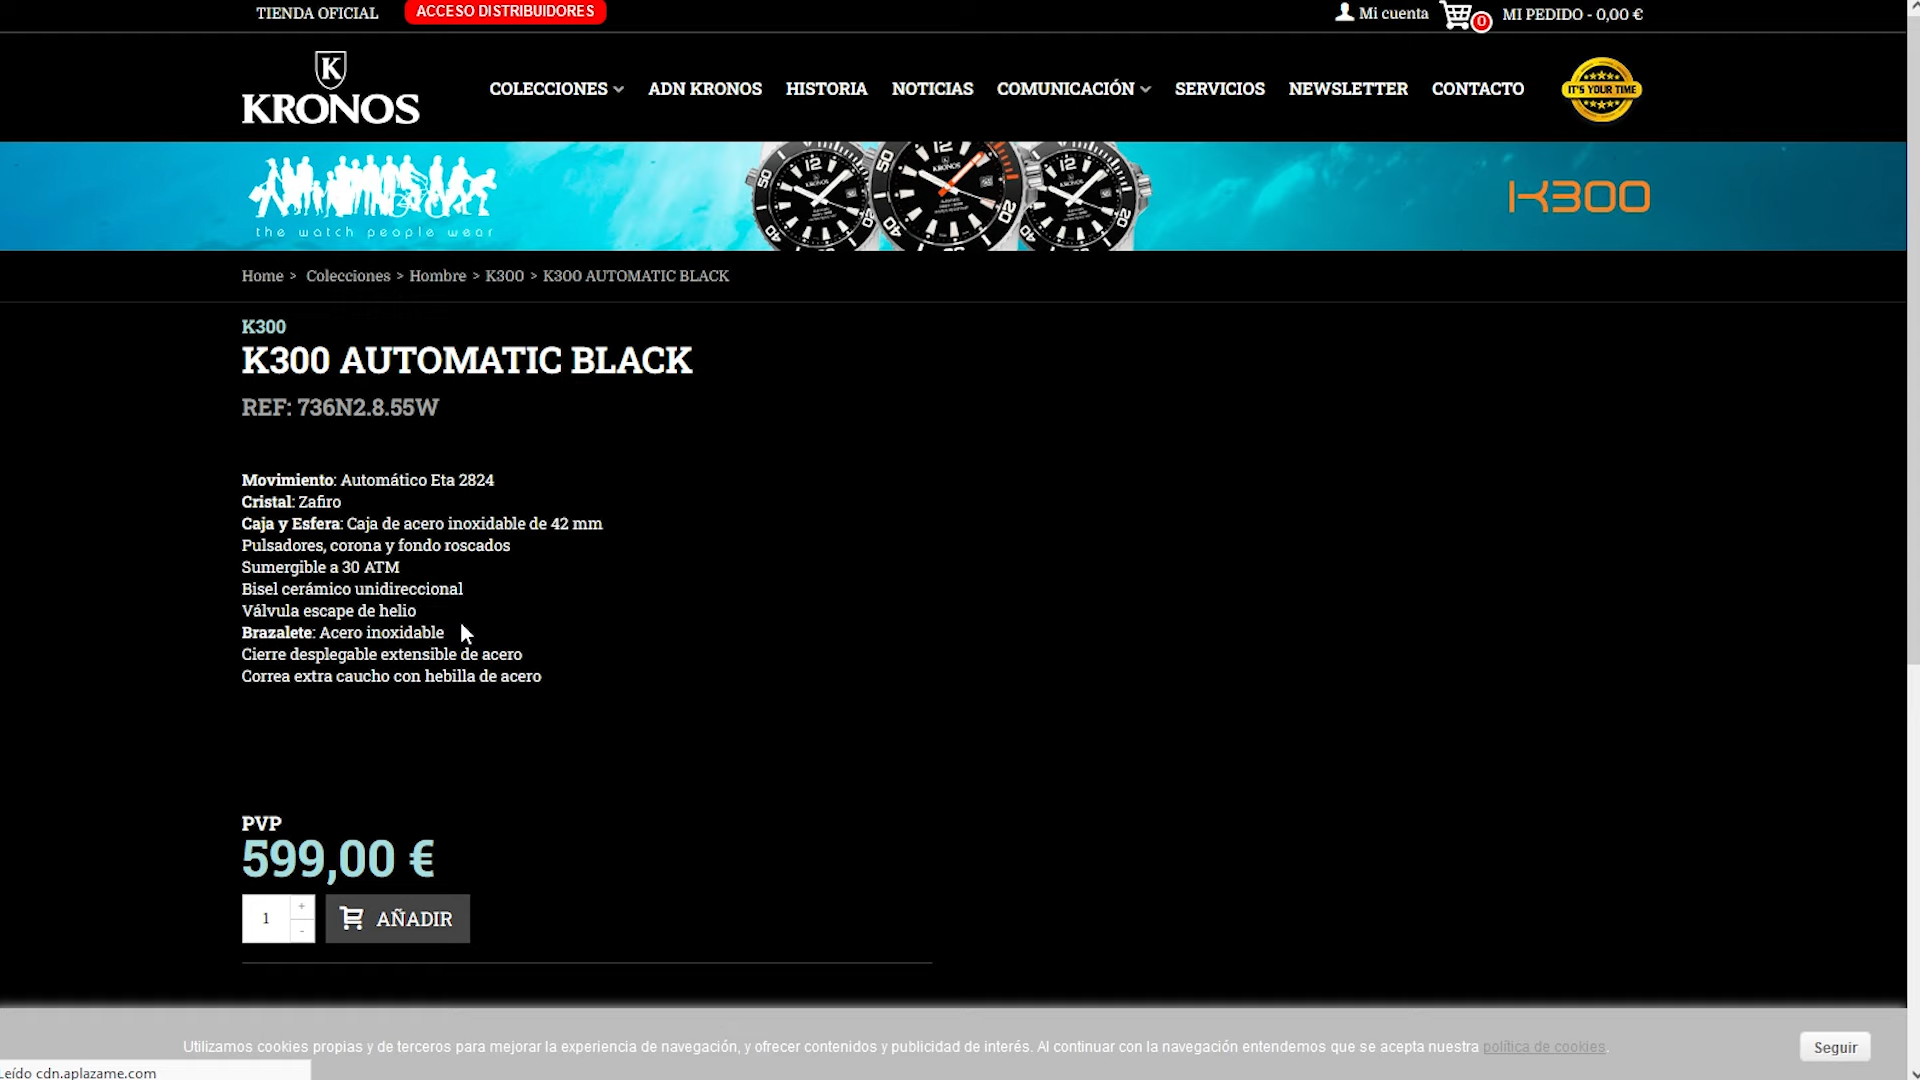 TIENDA OFICIAL ACCESO DISTRIBUIDORES Mi cuenta 0 MI PEDIDO - 0,00 €
K
KRONOS
COLECCIONES ADN KRONOS HISTORIA NOTICIAS COMUNICACIÓN SERVICIOS NEWSLETTER CONTACTO IT'S YOUR TIME
the watch people wear
K300
Home > Colecciones > Hombre > K300 > K300 AUTOMATIC BLACK
K300
K300 AUTOMATIC BLACK
REF: 736N2.8.55W
Movimiento: Automático Eta 2824
Cristal: Zafiro
Caja y Esfera: Caja de acero inoxidable de 42 mm
Pulsadores, corona y fondo roscados
Sumergible a 30 ATM
Bisel cerámico unidireccional
Válvula escape de helio
Brazalete: Acero inoxidable
Cierre desplegable extensible de acero
Correa extra caucho con hebilla de acero
PVP
599,00 €
1 + - AÑADIR
Utilizamos cookies propias y de terceros para mejorar la experiencia de navegación, y ofrecer contenidos y publicidad de interés. Al continuar con la navegación entendemos que se acepta nuestra política de cookies.
Seguir
Leído cdn.aplazame.com